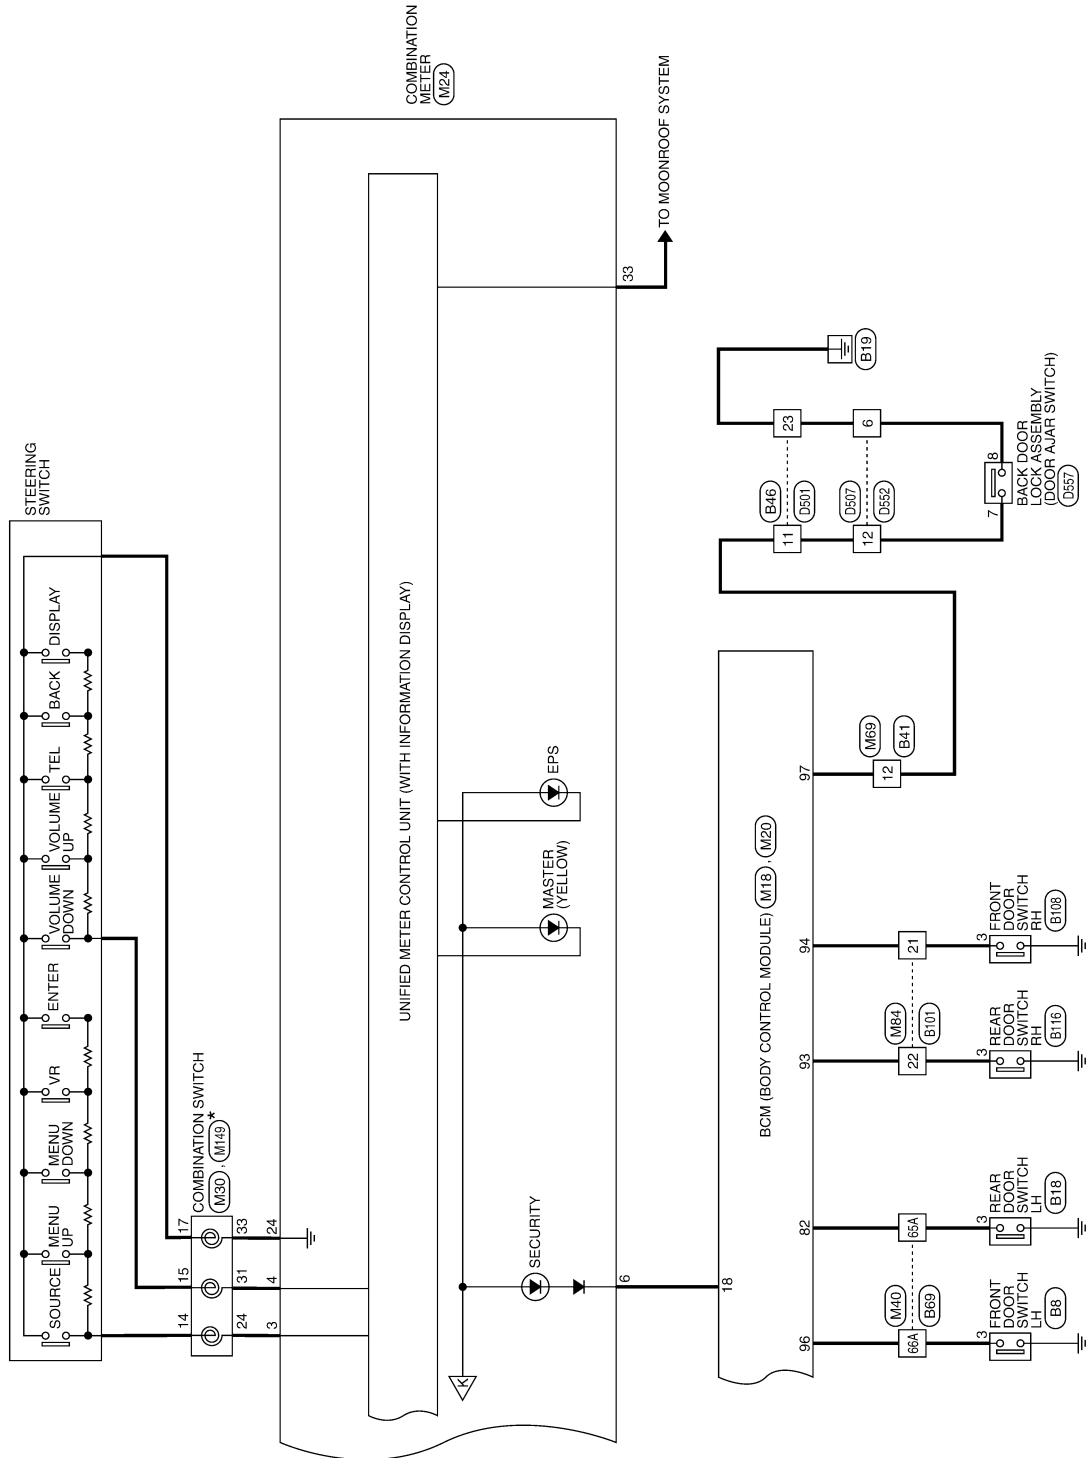 STEERING
SWITCH
SOURCE
MENU
UP
MENU
DOWN
VR
ENTER
VOLUME
DOWN
VOLUME
UP
TEL
BACK
DISPLAY
14
15
17
COMBINATION SWITCH
M30 , M149 *
24
31
33
3
4
24
COMBINATION
METER
M24
UNIFIED METER CONTROL UNIT (WITH INFORMATION DISPLAY)
K
SECURITY
MASTER
(YELLOW)
EPS
6
33
TO MOONROOF SYSTEM
18
BCM (BODY CONTROL MODULE) M18 , M20
96
82
93
94
97
66A
M40
B69
65A
22
M84
B101
21
12
M69
B41
11
B46
D501
23
12
D507
D552
6
B19
3
FRONT
DOOR
SWITCH
LH
B8
3
REAR
DOOR
SWITCH
LH
B18
3
REAR
DOOR
SWITCH
RH
B116
3
FRONT
DOOR
SWITCH
RH
B108
7
8
BACK DOOR
LOCK ASSEMBLY
(DOOR AJAR SWITCH)
D557